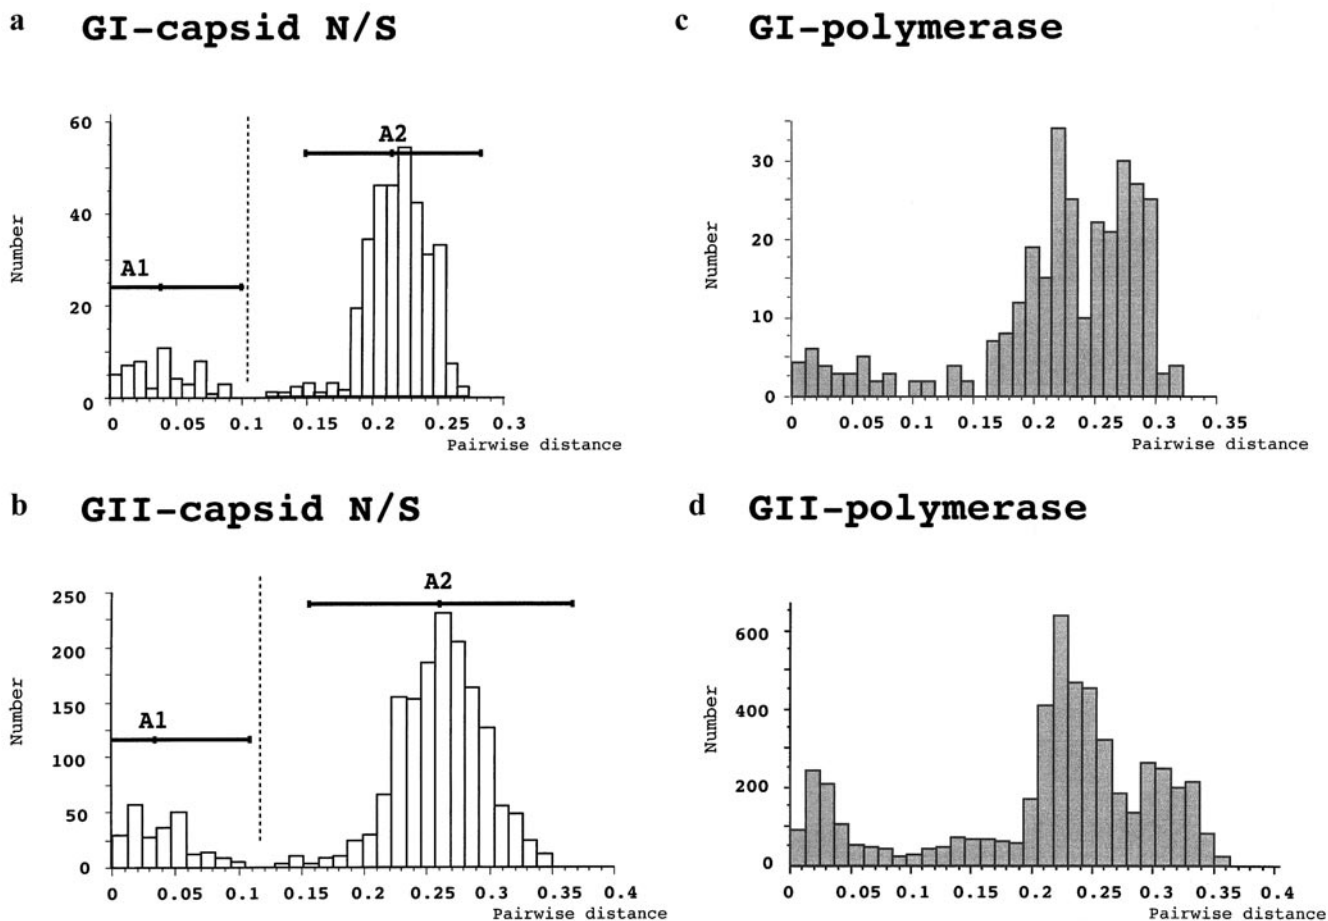 a GI-capsid N/S
Number
60
40
20
0
A1
A2
0 0.05 0.1 0.15 0.2 0.25 0.3
Pairwise distance
c GI-polymerase
Number
30
20
10
0
0 0.05 0.1 0.15 0.2 0.25 0.3 0.35
Pairwise distance
b GII-capsid N/S
Number
250
200
150
100
50
0
A1
A2
0 0.05 0.1 0.15 0.2 0.25 0.3 0.4
Pairwise distance
d GII-polymerase
Number
600
400
200
0
0 0.05 0.1 0.15 0.2 0.25 0.3 0.4
Pairwise distance